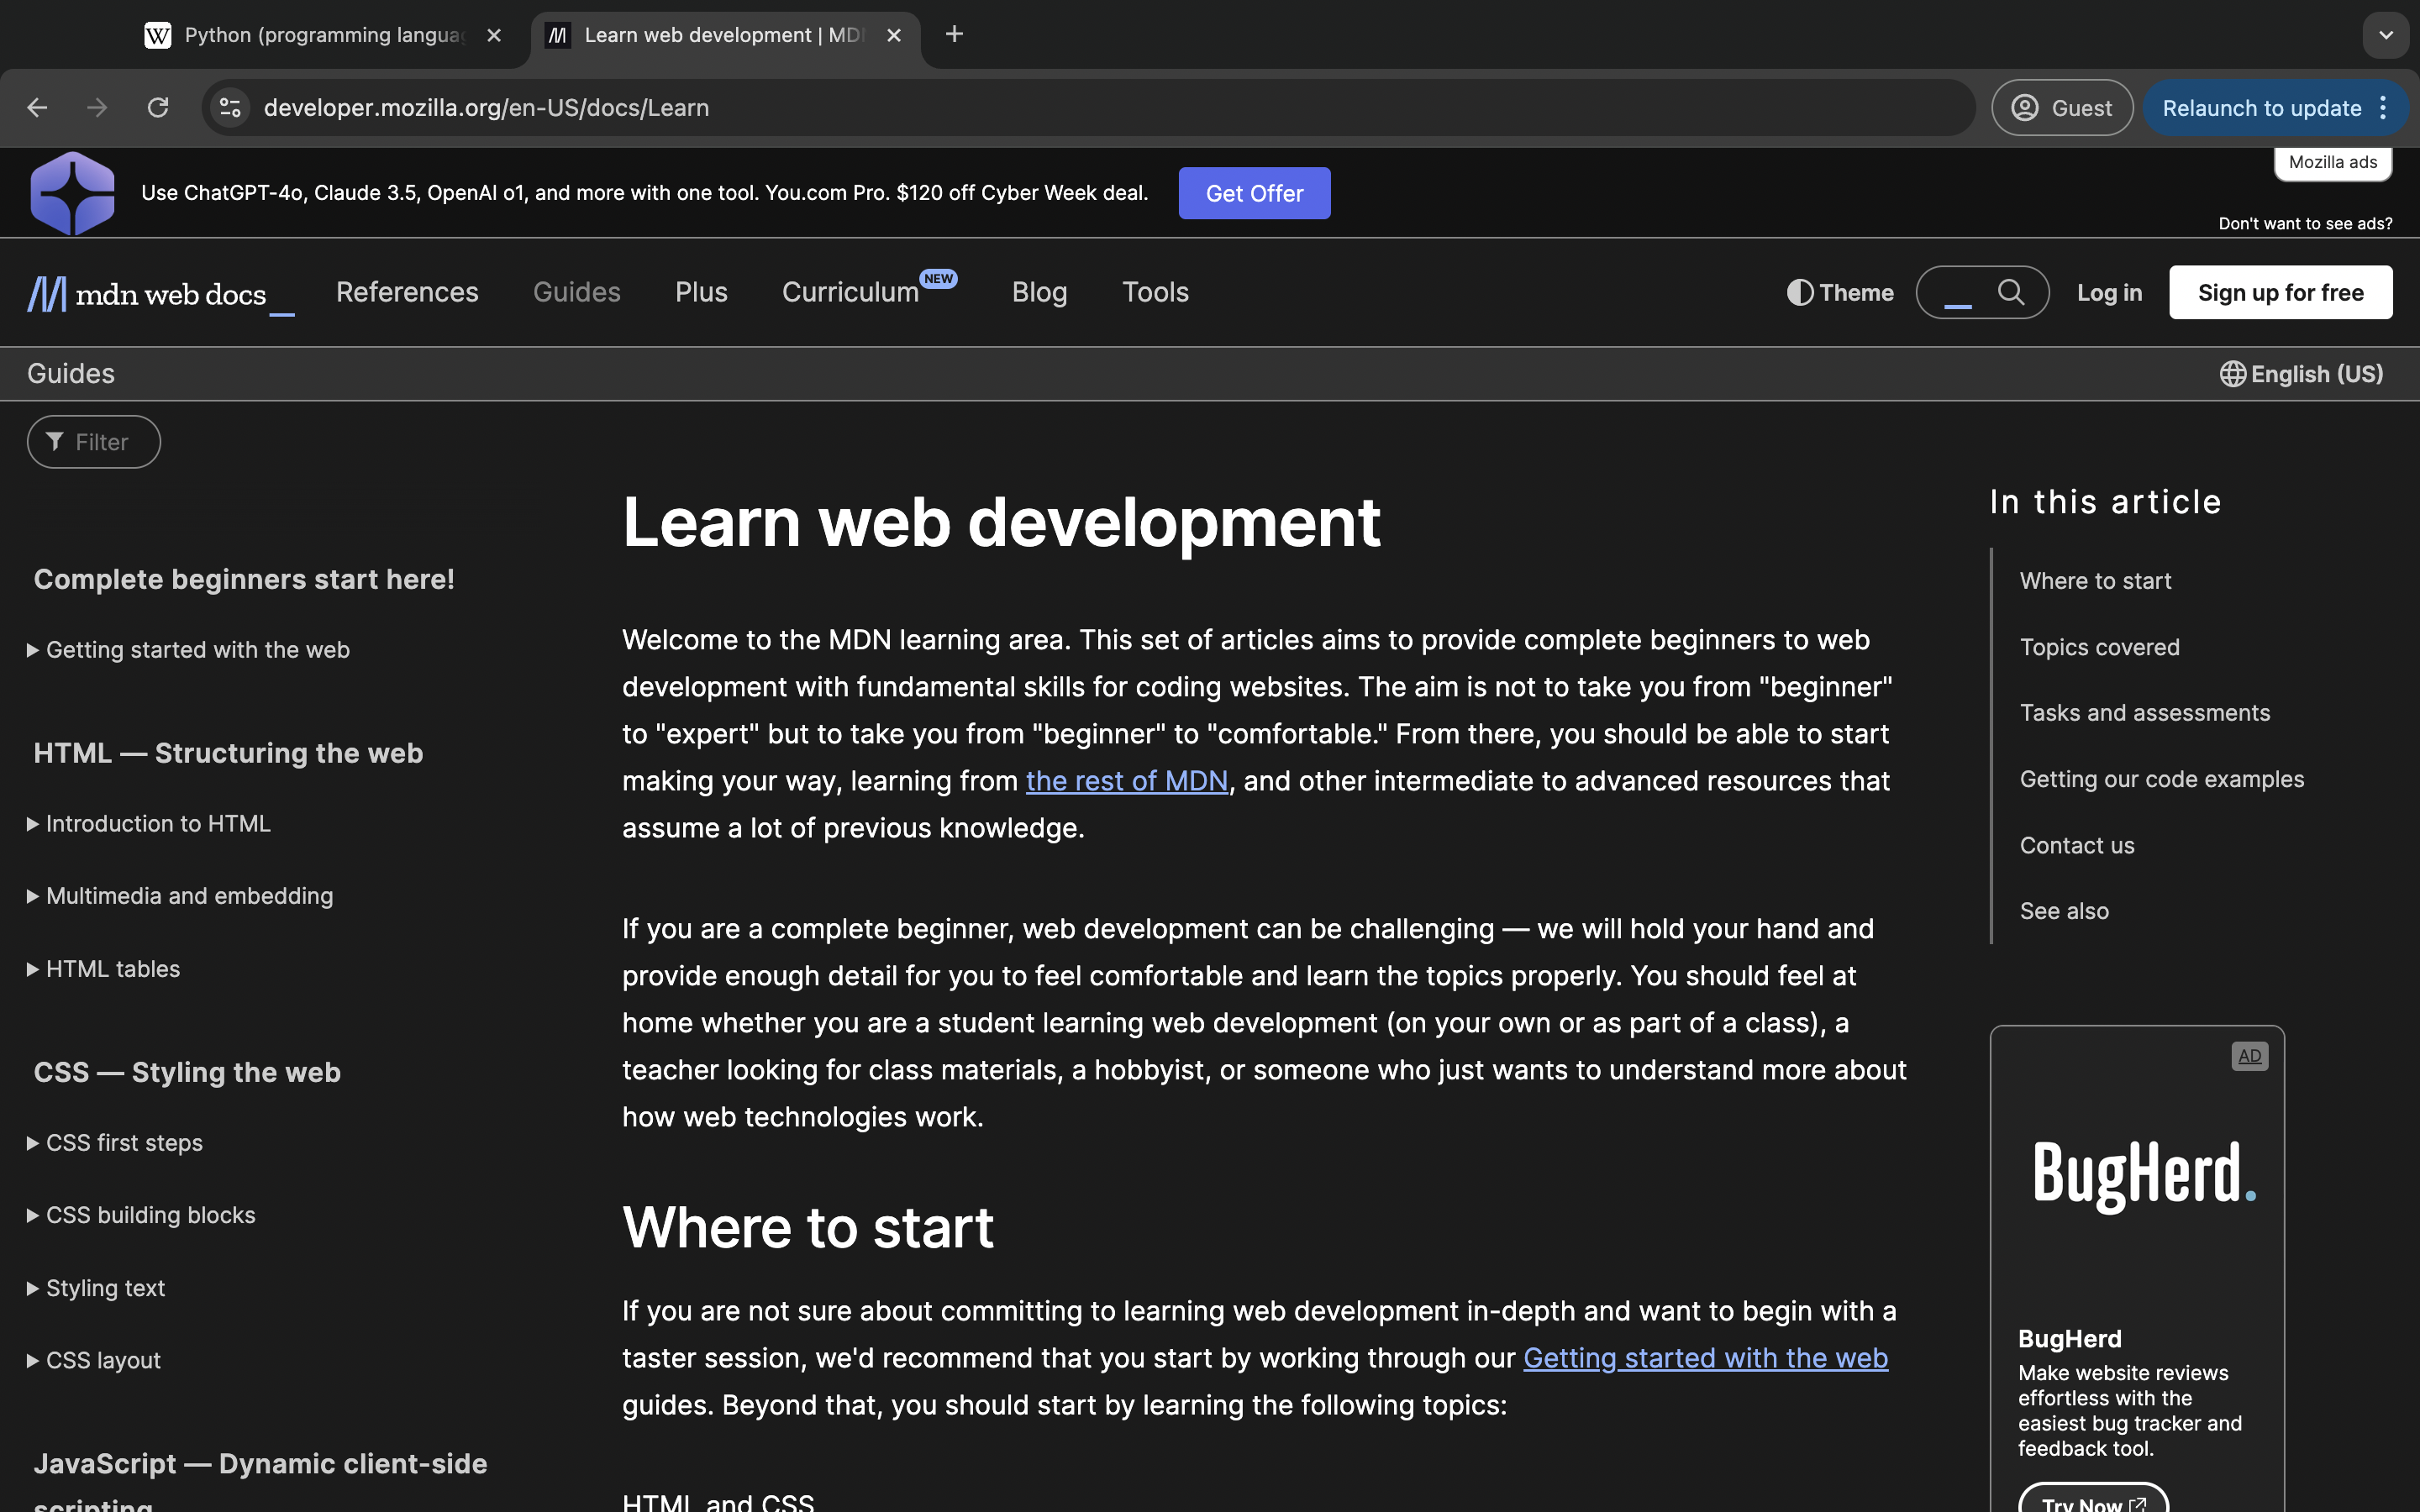 Python (programming langua
Learn web development | MD
developer.mozilla.org/en-US/docs/Learn
Guest
Relaunch to update
Use ChatGPT-4o, Claude 3.5, OpenAI o1, and more with one tool. You.com Pro. $120 off Cyber Week deal.
Get Offer
Mozilla ads
Don't want to see ads?
mdn web docs
References
Guides
Plus
Curriculum
NEW
Blog
Tools
Theme
Log in
Sign up for free
Guides
English (US)
Filter
Complete beginners start here!
Getting started with the web
HTML — Structuring the web
Introduction to HTML
Multimedia and embedding
HTML tables
CSS — Styling the web
CSS first steps
CSS building blocks
Styling text
CSS layout
JavaScript — Dynamic client-side
scripting
Learn web development
Welcome to the MDN learning area. This set of articles aims to provide complete beginners to web
development with fundamental skills for coding websites. The aim is not to take you from "beginner"
to "expert" but to take you from "beginner" to "comfortable." From there, you should be able to start
making your way, learning from the rest of MDN, and other intermediate to advanced resources that
assume a lot of previous knowledge.
If you are a complete beginner, web development can be challenging — we will hold your hand and
provide enough detail for you to feel comfortable and learn the topics properly. You should feel at
home whether you are a student learning web development (on your own or as part of a class), a
teacher looking for class materials, a hobbyist, or someone who just wants to understand more about
how web technologies work.
Where to start
If you are not sure about committing to learning web development in-depth and want to begin with a
taster session, we'd recommend that you start by working through our Getting started with the web
guides. Beyond that, you should start by learning the following topics:
HTML and CSS
In this article
Where to start
Topics covered
Tasks and assessments
Getting our code examples
Contact us
See also
AD
BugHerd.
BugHerd
Make website reviews
effortless with the
easiest bug tracker and
feedback tool.
Try Now